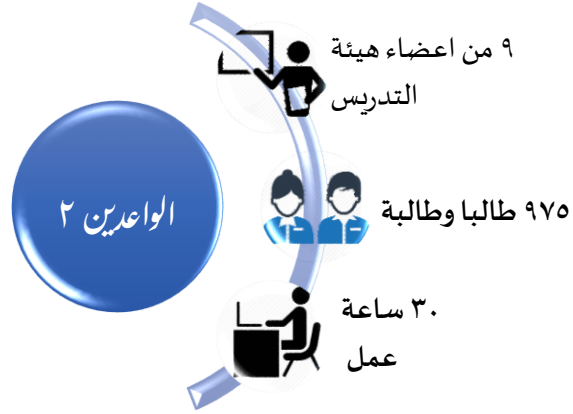 ٩ من اعضاء هيئة
التدريس
الواعدين ٢
٩٧٥ طالبا وطالبة
٣٠ ساعة
عمل